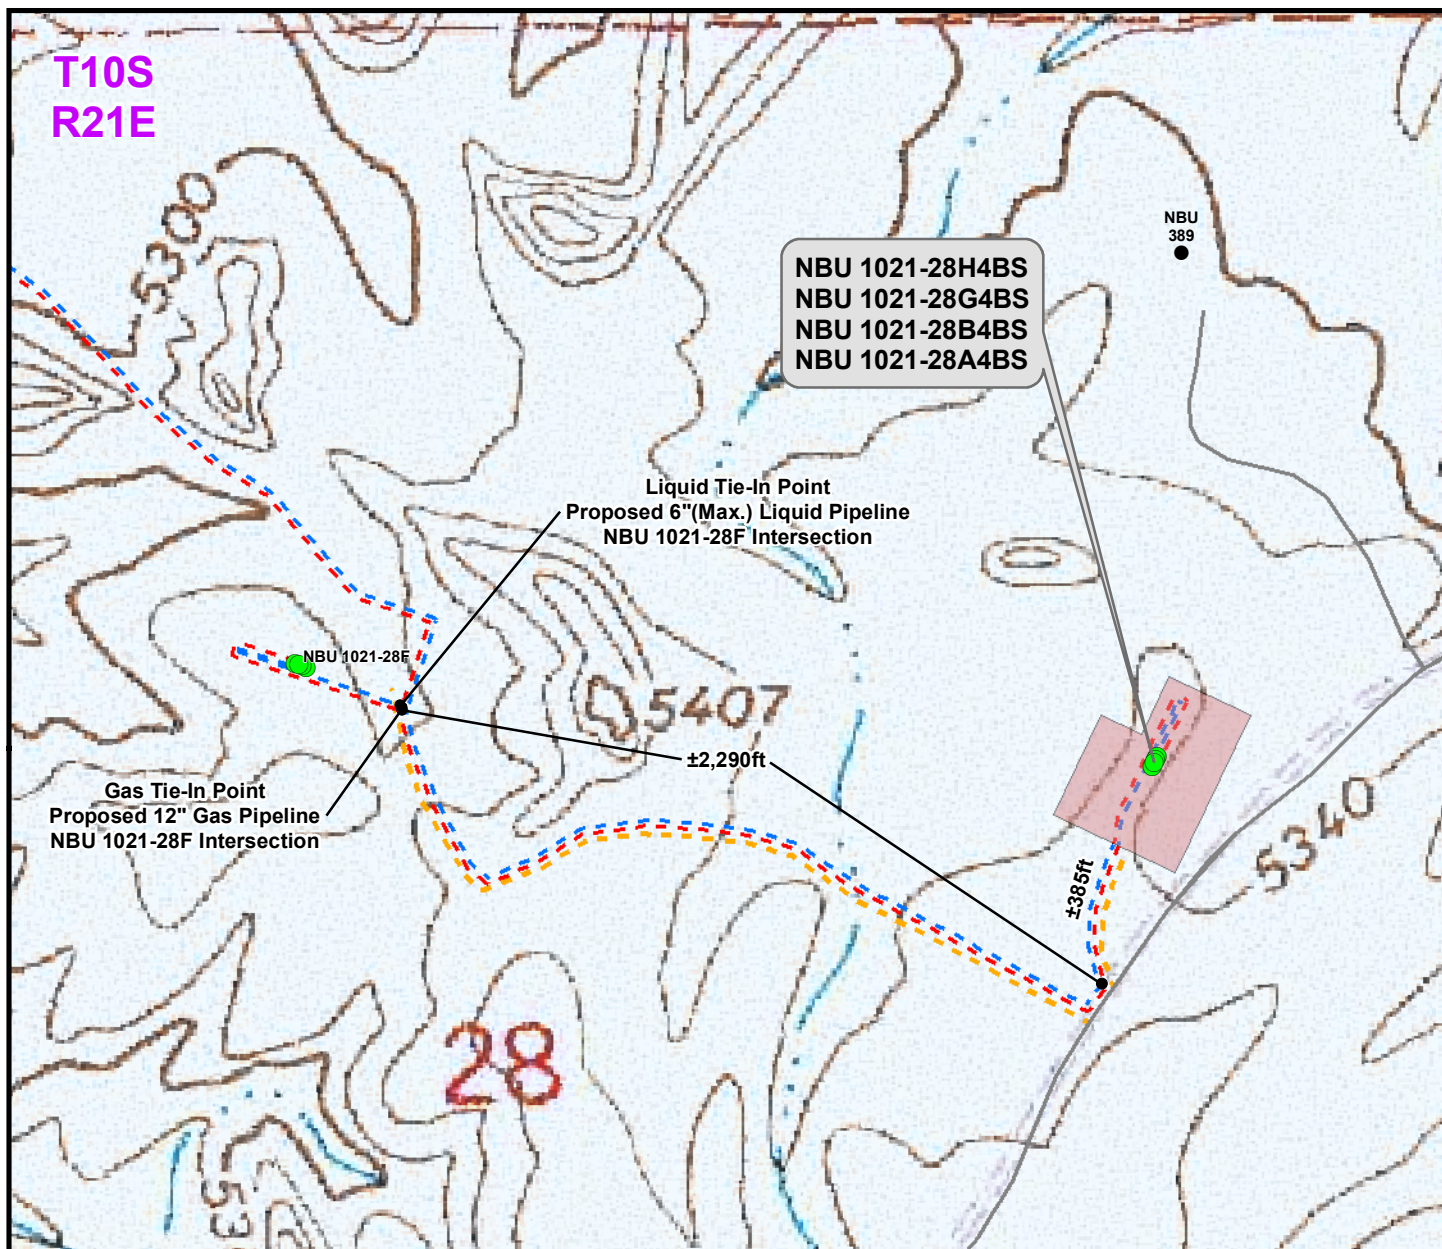 T10S
R21E
5300
NBU
389
NBU 1021-28H4BS
NBU 1021-28G4BS
NBU 1021-28B4BS
NBU 1021-28A4BS
Liquid Tie-In Point
Proposed 6"(Max.) Liquid Pipeline
NBU 1021-28F Intersection
NBU 1021-28F
5407
±2,290ft
Gas Tie-In Point
Proposed 12" Gas Pipeline
NBU 1021-28F Intersection
5340
±385ft
28
53